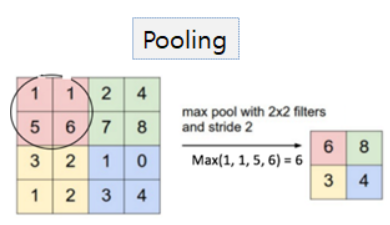 Pooling
1 1 2 4
5 6 7 8
3 2 1 0
1 2 3 4
max pool with 2x2 filters
and stride 2
Max(1, 1, 5, 6) = 6
6 8
3 4